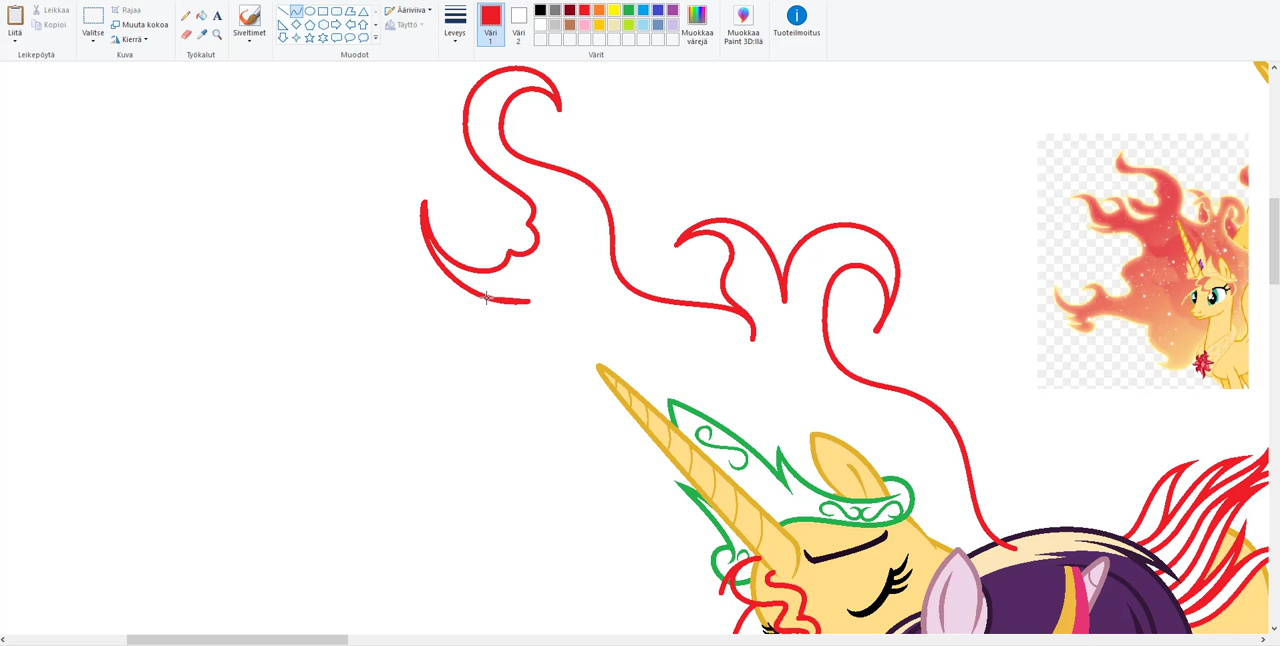 Liitä
Leikkaa
Kopioi
Leikepöytä
Valitse
Rajaa
Muuta kokoa
Kierrä
Kuva
A
Työkalut
Siveltimet
Ääriviiva
Täyttö
Muodot
Leveys
Väri
1
Väri
2
Muokkaa
värejä
Värit
Muokkaa
Paint 3D:llä
Tuoteilmoitus